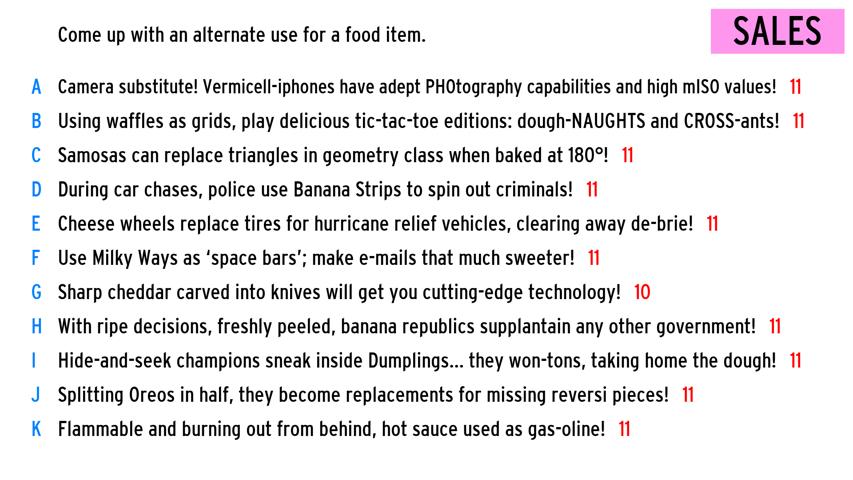 Come up with an alternate use for a food item.
SALES
A Camera substitute! Vermicell-iphones have adept PHOtography capabilities and high mISO values! 11
B Using waffles as grids, play delicious tic-tac-toe editions: dough-NAUGHTS and CROSS-ants! 11
C Samosas can replace triangles in geometry class when baked at 180°! 11
D During car chases, police use Banana Strips to spin out criminals! 11
E Cheese wheels replace tires for hurricane relief vehicles, clearing away de-brie! 11
F Use Milky Ways as ‘space bars’; make e-mails that much sweeter! 11
G Sharp cheddar carved into knives will get you cutting-edge technology! 10
H With ripe decisions, freshly peeled, banana republics supplantain any other government! 11
I Hide-and-seek champions sneak inside Dumplings... they won-tons, taking home the dough! 11
J Splitting Oreos in half, they become replacements for missing reversi pieces! 11
K Flammable and burning out from behind, hot sauce used as gas-oline! 11